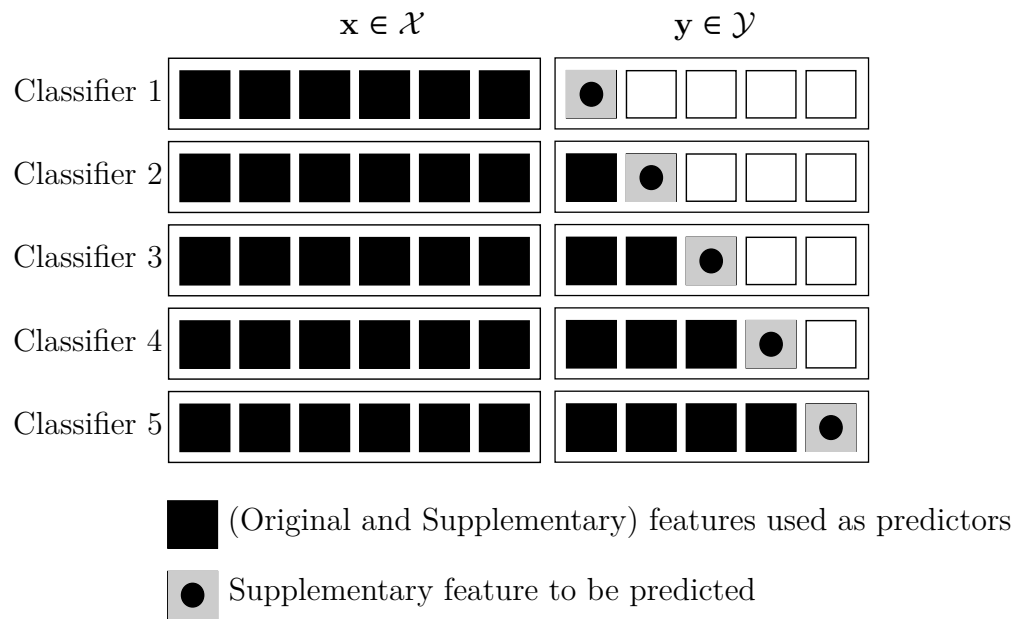 𝐱 ∈ 𝒳 𝐲 ∈ 𝒴
Classifier 1
Classifier 2
Classifier 3
Classifier 4
Classifier 5
(Original and Supplementary) features used as predictors
Supplementary feature to be predicted